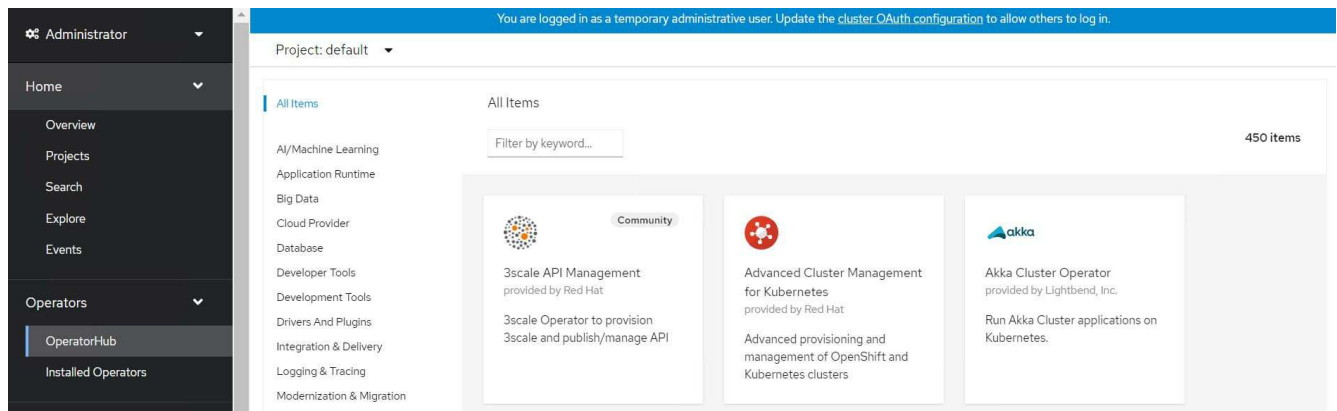 You are logged in as a temporary administrative user. Update the cluster OAuth configuration to allow others to log in.
Administrator
Home
Overview
Projects
Search
Explore
Events
Operators
OperatorHub
Installed Operators
Project: default
All Items
AI/Machine Learning
Application Runtime
Big Data
Cloud Provider
Database
Developer Tools
Development Tools
Drivers And Plugins
Integration & Delivery
Logging & Tracing
Modernization & Migration
All Items
Filter by keyword...
450 items
Community
3scale API Management
provided by Red Hat
3scale Operator to provision
3scale and publish/manage API
Advanced Cluster Management
for Kubernetes
provided by Red Hat
Advanced provisioning and
management of OpenShift and
Kubernetes clusters
akka
Akka Cluster Operator
provided by Lightbend, Inc.
Run Akka Cluster applications on
Kubernetes.